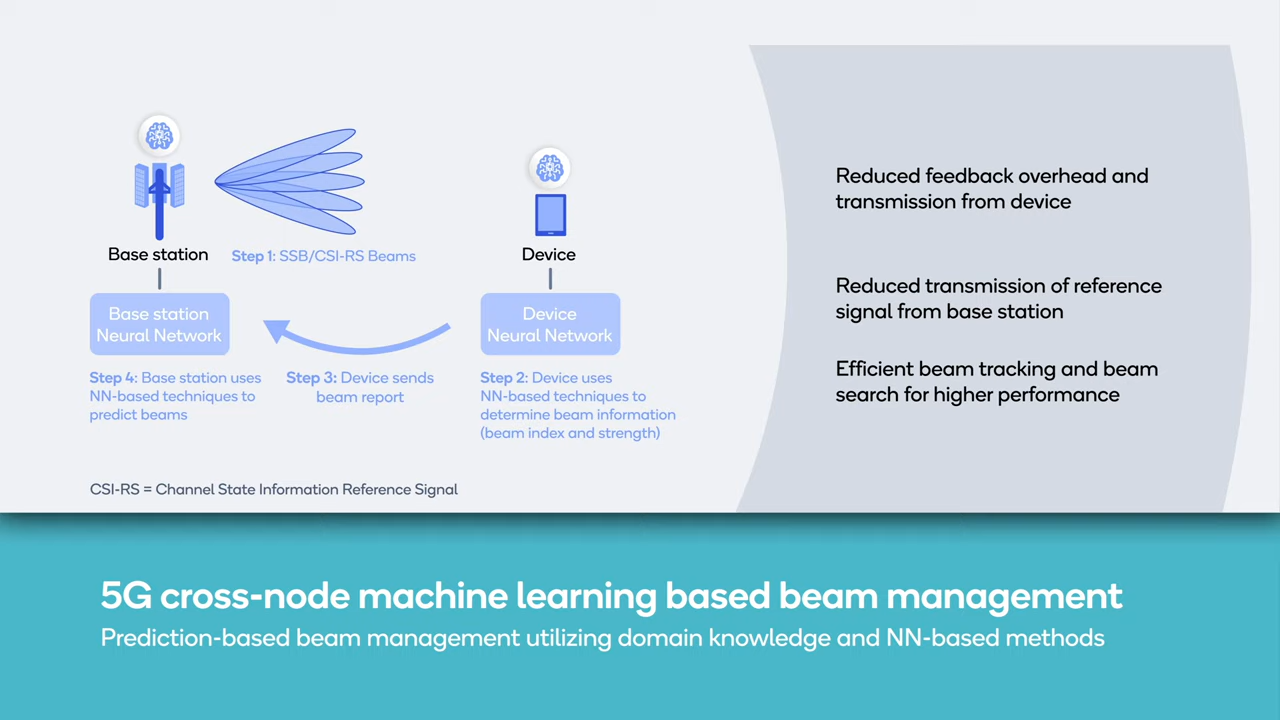 Base station
Step 1: SSB/CSI-RS Beams
Device
Base station
Neural Network
Device
Neural Network
Step 4: Base station uses
NN-based techniques to
predict beams
Step 3: Device sends
beam report
Step 2: Device uses
NN-based techniques to
determine beam information
(beam index and strength)
CSI-RS = Channel State Information Reference Signal
Reduced feedback overhead and
transmission from device
Reduced transmission of reference
signal from base station
Efficient beam tracking and beam
search for higher performance
5G cross-node machine learning based beam management
Prediction-based beam management utilizing domain knowledge and NN-based methods